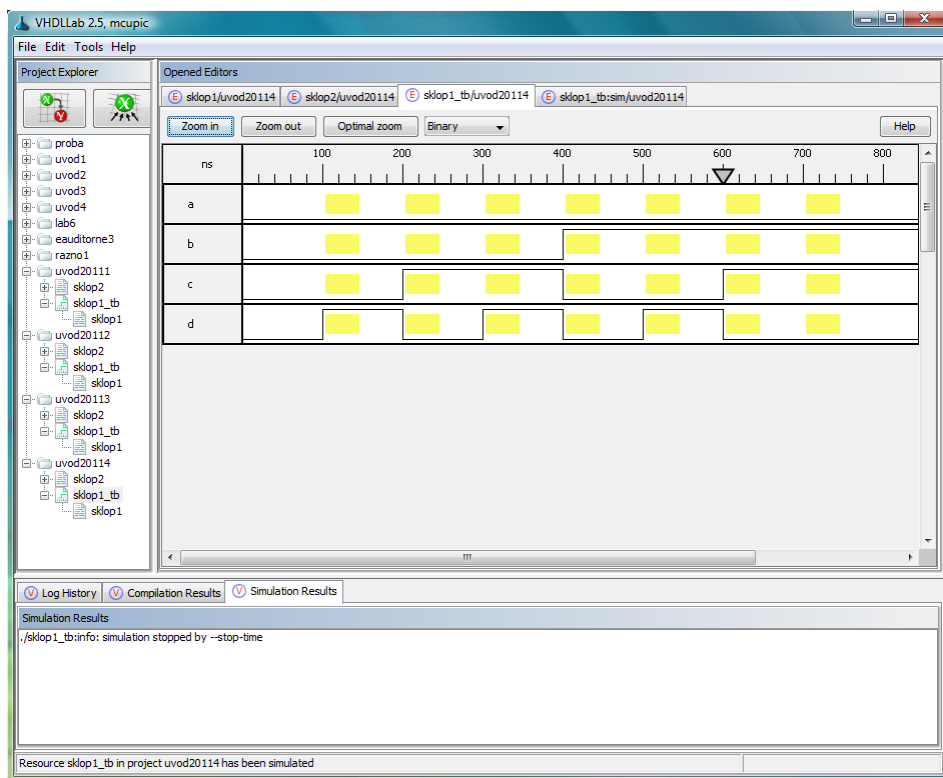 VHDLLab 2.5, mcupic
File Edit Tools Help
Project Explorer
X
Y
X
proba
uvod1
uvod2
uvod3
uvod4
lab6
eauditorne3
razno1
uvod20111
sklop2
sklop1_tb
sklop1
uvod20112
sklop2
sklop1_tb
sklop1
uvod20113
sklop2
sklop1_tb
sklop1
uvod20114
sklop2
sklop1_tb
sklop1
Opened Editors
E sklop1/uvod20114 E sklop2/uvod20114 E sklop1_tb/uvod20114 E sklop1_tb:sim/uvod20114
Zoom in Zoom out Optimal zoom Binary Help
ns 100 200 300 400 500 600 700 800
a
b
c
d
V Log History V Compilation Results V Simulation Results
Simulation Results
./sklop1_tb:info: simulation stopped by --stop-time
Resource sklop1_tb in project uvod20114 has been simulated